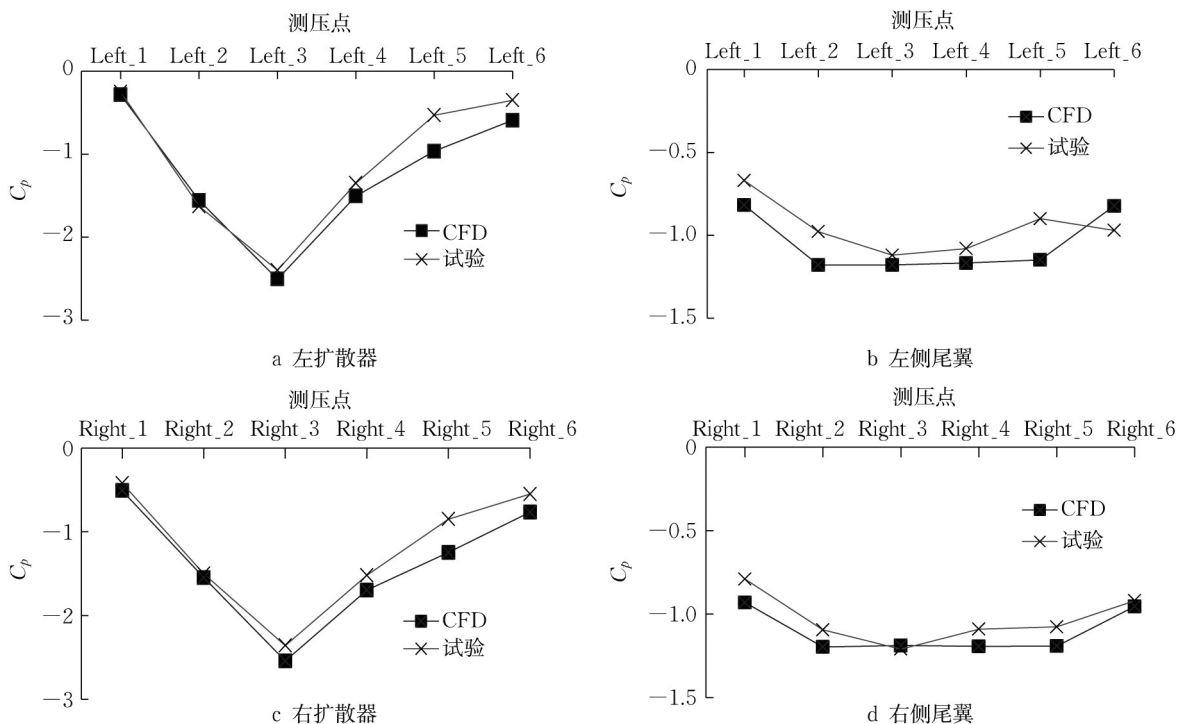 测压点
Left_1 Left_2 Left_3 Left_4 Left_5 Left_6
0
−1
−2
−3
Cp
CFD
试验
a 左扩散器
测压点
Left_1 Left_2 Left_3 Left_4 Left_5 Left_6
0
−0.5
−1.0
−1.5
Cp
CFD
试验
b 左侧尾翼
测压点
Right_1 Right_2 Right_3 Right_4 Right_5 Right_6
0
−1
−2
−3
Cp
CFD
试验
c 右扩散器
测压点
Right_1 Right_2 Right_3 Right_4 Right_5 Right_6
0
−0.5
−1.0
−1.5
Cp
CFD
试验
d 右侧尾翼